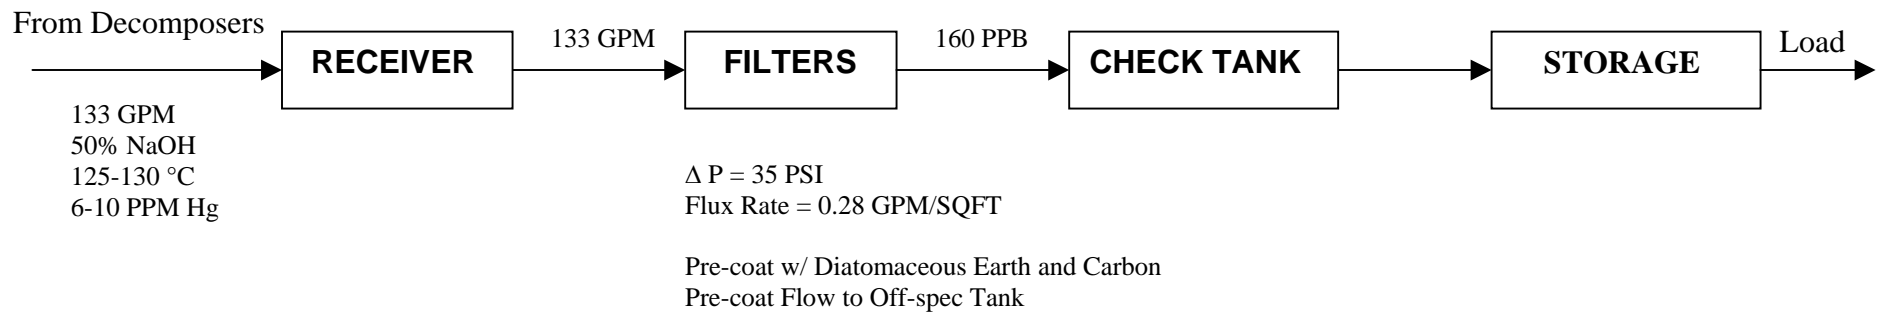 From Decomposers
RECEIVER
133 GPM
FILTERS
160 PPB
CHECK TANK
STORAGE
Load
133 GPM
50% NaOH
125-130 °C
6-10 PPM Hg
Δ P = 35 PSI
Flux Rate = 0.28 GPM/SQFT
Pre-coat w/ Diatomaceous Earth and Carbon
Pre-coat Flow to Off-spec Tank